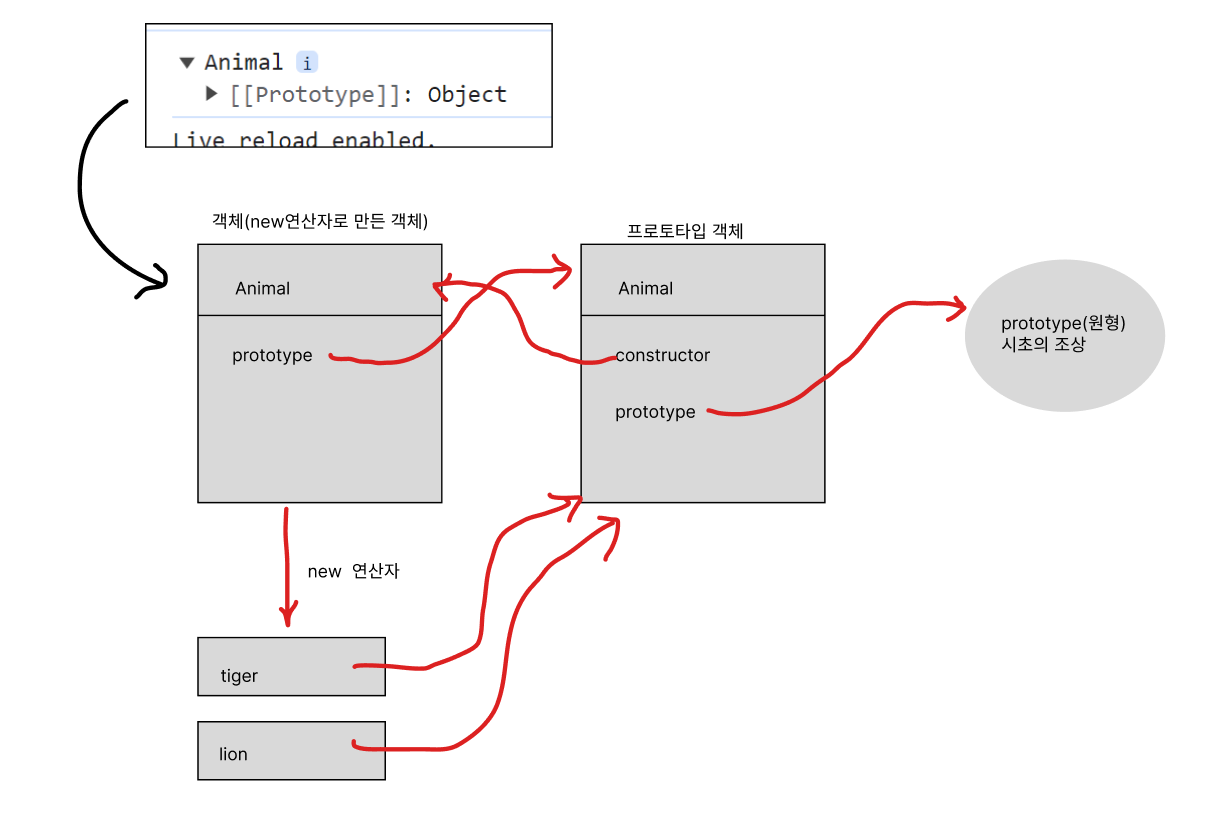 Animal i
[[Prototype]]: Object
Live reload enabled.
객체(new연산자로 만든 객체)
프로토타입 객체
Animal
Animal
prototype(원형)
시초의 조상
prototype
constructor
prototype
new 연산자
tiger
lion